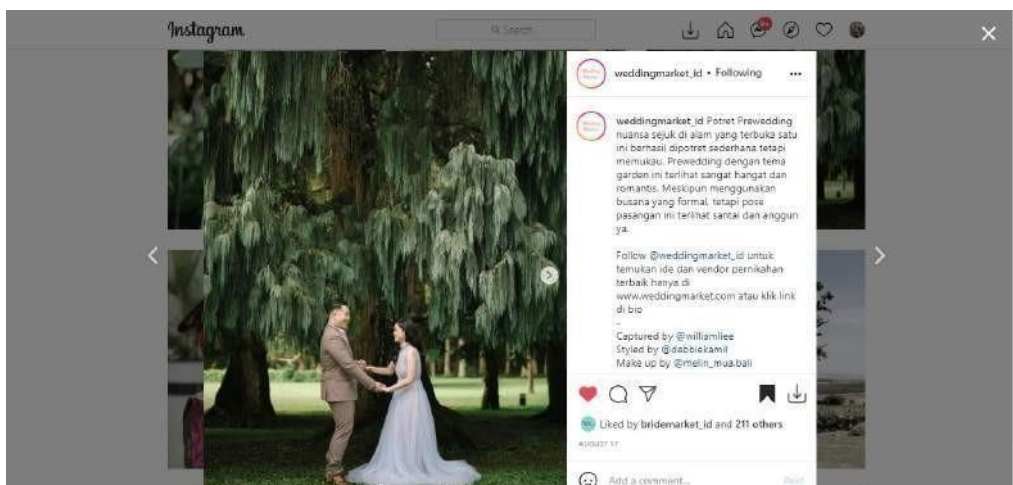 Instagram
Search
weddingmarket_id • Following
weddingmarket_id Potret Prewedding
nuansa sejuk di alam yang terbuka satu
ini berhasil dipotret sederhana tetapi
memukau. Prewedding dengan tema
garden ini terlihat sangat hangat dan
romantis. Meskipun menggunakan
busana yang formal, tetapi pose
pasangan ini terlihat santai dan anggun
ya.
Follow @weddingmarket_id untuk
temukan ide dan vendor pernikahan
terbaik hanya di
www.weddingmarket.com atau klik link
di bio
-
Captured by @williamliee
Styled by @debbiekamil
Make up by @melin_mua.bali
Liked by bridemarket_id and 211 others
AUGUST 17
Add a comment...
Post